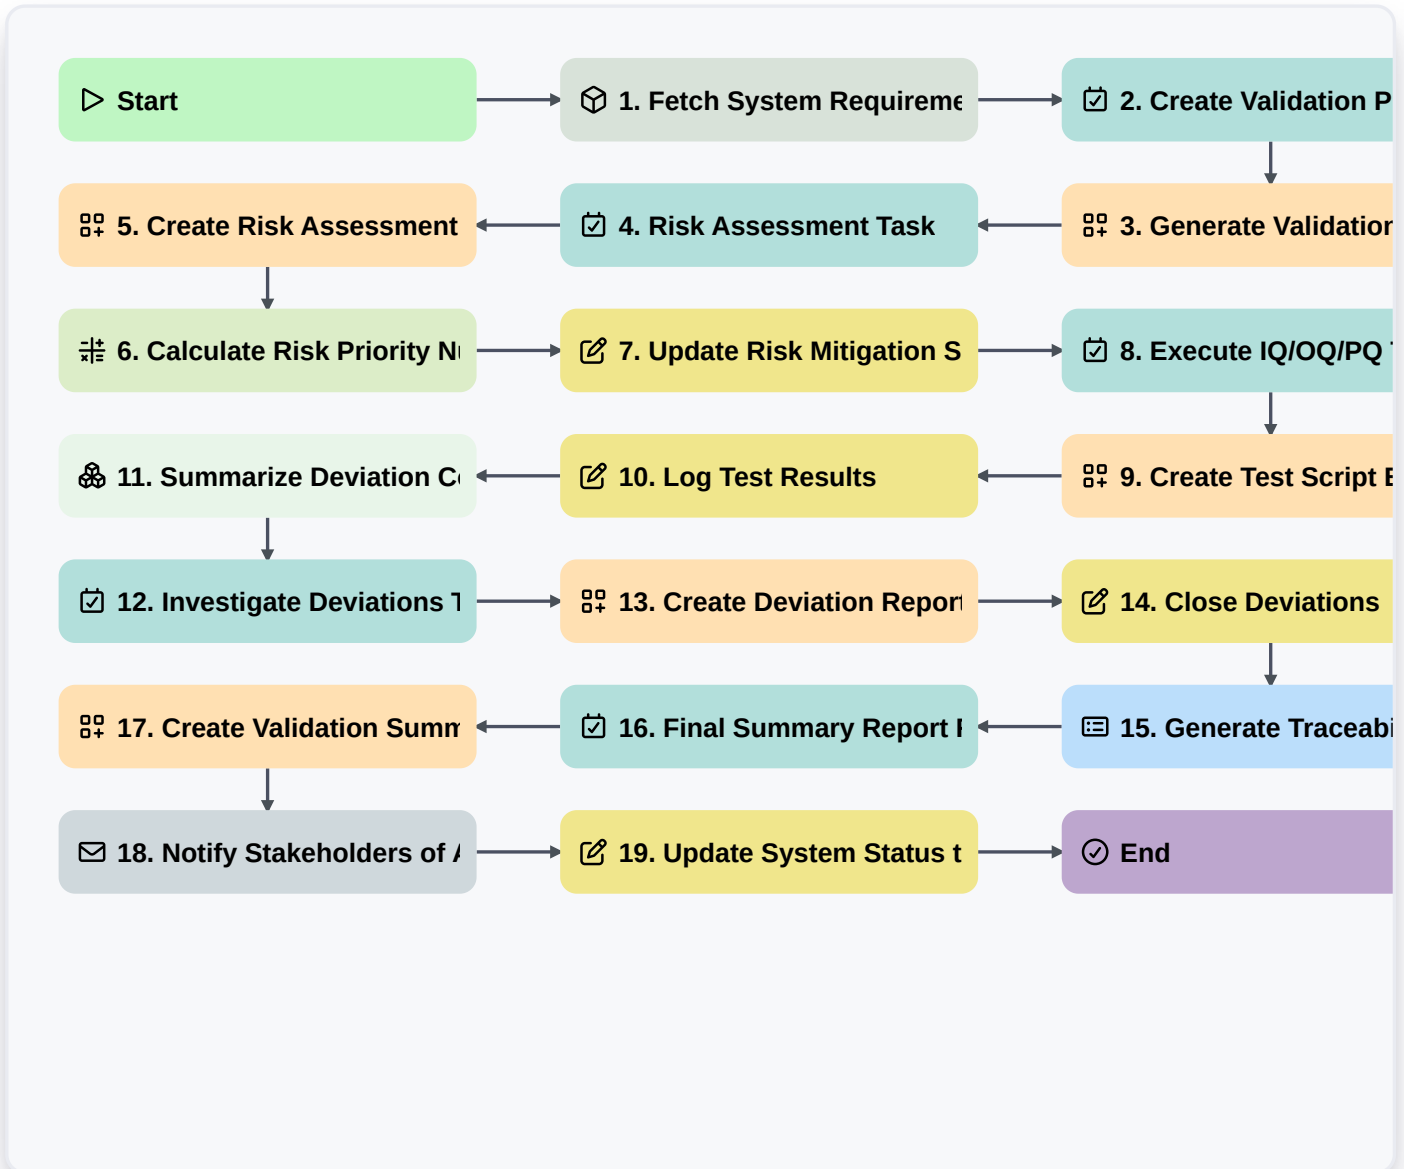 Start
1. Fetch System Requireme
2. Create Validation P
5. Create Risk Assessment
4. Risk Assessment Task
3. Generate Validation
6. Calculate Risk Priority Nu
7. Update Risk Mitigation S
8. Execute IQ/OQ/PQ
11. Summarize Deviation Co
10. Log Test Results
9. Create Test Script E
12. Investigate Deviations T
13. Create Deviation Report
14. Close Deviations
17. Create Validation Summ
16. Final Summary Report
15. Generate Traceabi
18. Notify Stakeholders of A
19. Update System Status t
End